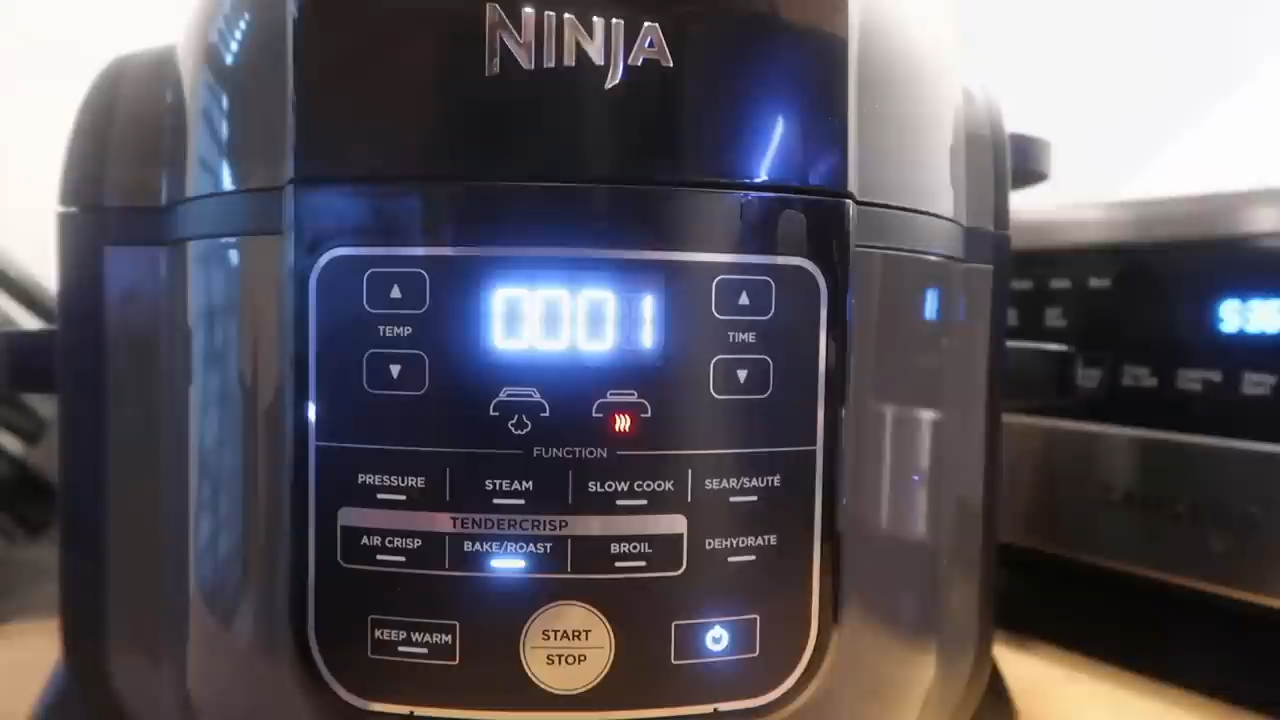 NINJA
0001
TEMP
TIME
FUNCTION
PRESSURE
STEAM
SLOW COOK
SEAR/SAUTÉ
TENDERCRISP
AIR CRISP
BAKE/ROAST
BROIL
DEHYDRATE
KEEP WARM
START
STOP